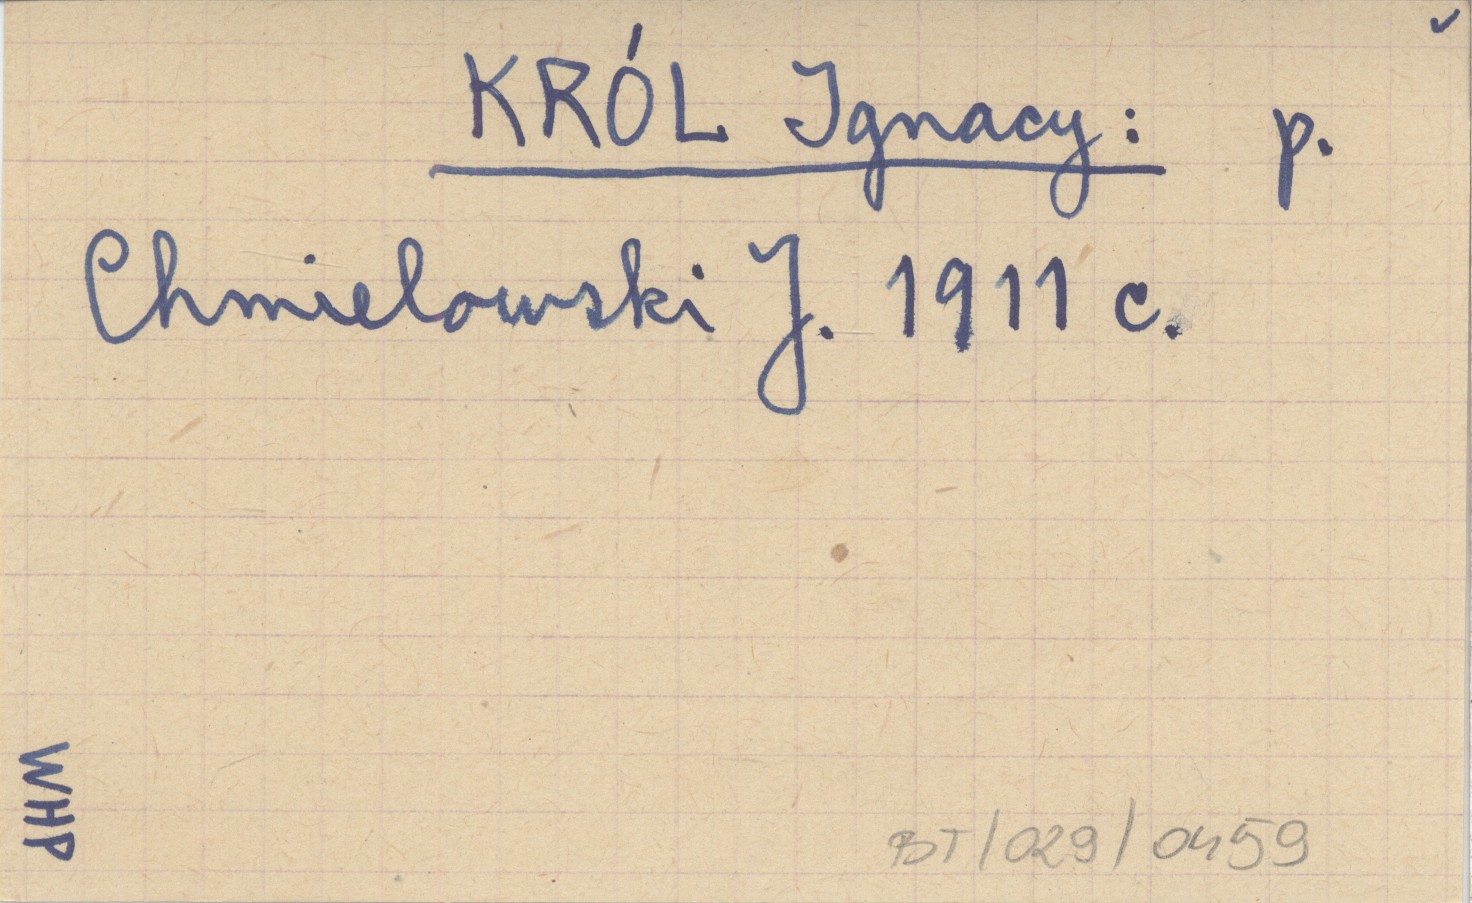 KRÓL Ignacy: p.
Chmielowski J. 1911 c.
WHP
BT/029/0459